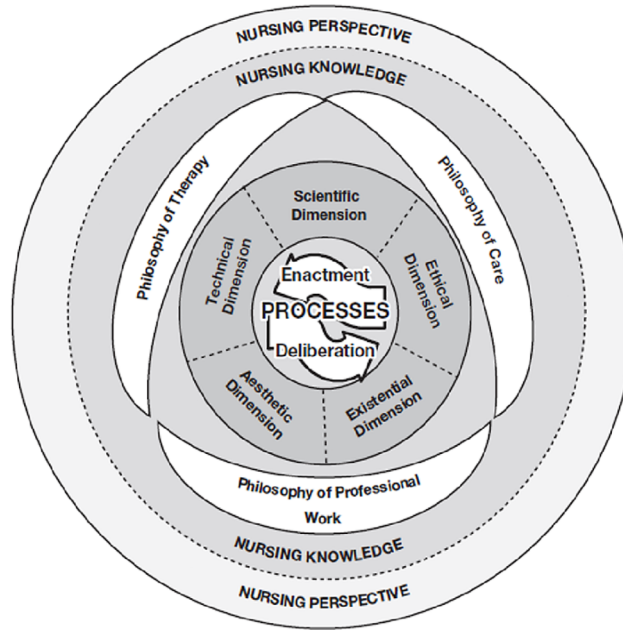 NURSING PERSPECTIVE
NURSING KNOWLEDGE
Philosophy of Therapy
Philosophy of Care
Scientific
Dimension
Technical
Dimension
Ethical
Dimension
Enactment
PROCESSES
Deliberation
Aesthetic
Dimension
Existential
Dimension
Philosophy of Professional
Work
NURSING KNOWLEDGE
NURSING PERSPECTIVE